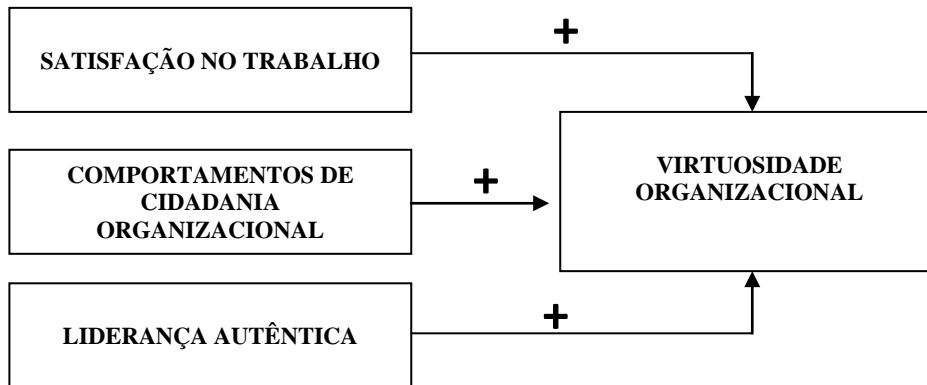 SATISFAÇÃO NO TRABALHO
+
COMPORTAMENTOS DE
CIDADANIA
ORGANIZACIONAL
+
LIDERANÇA AUTÊNTICA
+
VIRTUOSIDADE
ORGANIZACIONAL